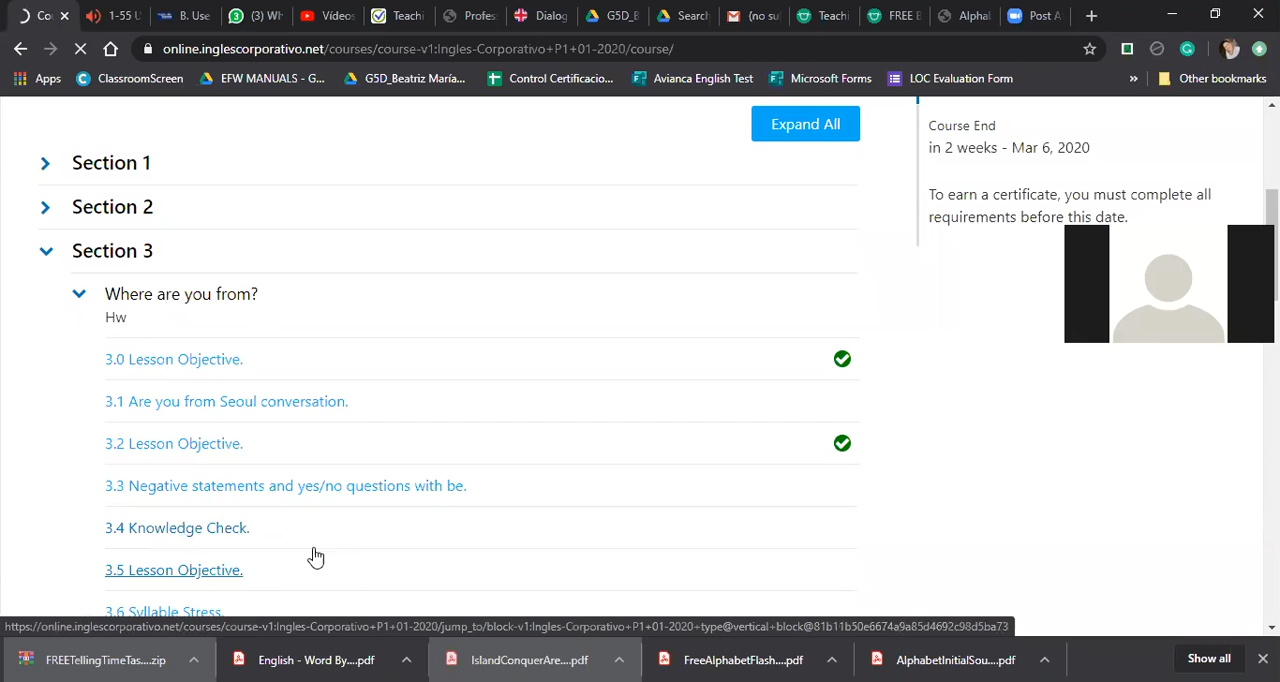 Co
1-55 U
B. Use
(3) Wh
Vídeos
Teachi
Profes
Dialog
G5D_B
Search
(no su
Teachi
FREE E
Alphal
Post A
online.inglescorporativo.net/courses/course-v1:Ingles-Corporativo+P1+01-2020/course/
Apps
ClassroomScreen
EFW MANUALS - G...
G5D_Beatriz María...
Control Certificacio...
Avianca English Test
Microsoft Forms
LOC Evaluation Form
»
Other bookmarks
Expand All
Course End
in 2 weeks - Mar 6, 2020
To earn a certificate, you must complete all
requirements before this date.
Section 1
Section 2
Section 3
Where are you from?
Hw
3.0 Lesson Objective.
3.1 Are you from Seoul conversation.
3.2 Lesson Objective.
3.3 Negative statements and yes/no questions with be.
3.4 Knowledge Check.
3.5 Lesson Objective.
3.6 Syllable Stress.
https://online.inglescorporativo.net/courses/course-v1:Ingles-Corporativo+P1+01-2020/jump_to/block-v1:Ingles-Corporativo+P1+01-2020+type@vertical+block@81b11b50e6674a9a85d4692c98d5ba73
FREETellingTimeTas....zip
English - Word By....pdf
IslandConquerAre....pdf
FreeAlphabetFlash....pdf
AlphabetInitialSou....pdf
Show all